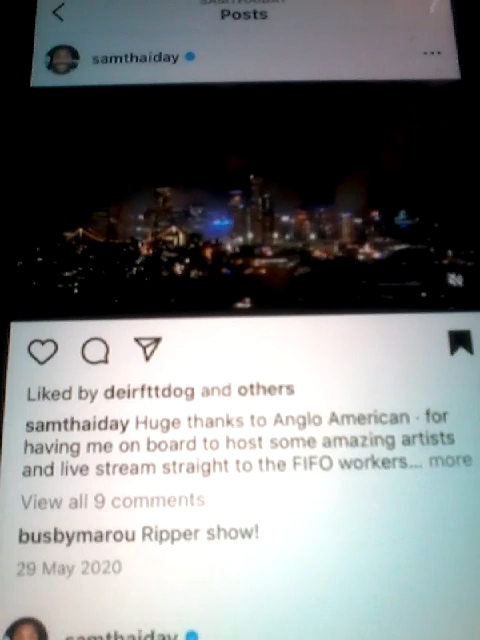 Posts
samthaiday
Liked by deirfttdog and others
samthaiday Huge thanks to Anglo American - for
having me on board to host some amazing artists
and live stream straight to the FIFO workers... more
View all 9 comments
busbymarou Ripper show!
29 May 2020
samthaiday